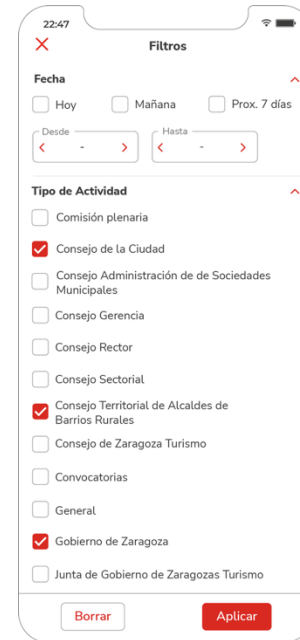 22:47
Filtros
Fecha
Hoy Mañana Prox. 7 días
Desde Hasta
- -
Tipo de Actividad
Comisión plenaria
Consejo de la Ciudad
Consejo Administración de de Sociedades
Municipales
Consejo Gerencia
Consejo Rector
Consejo Sectorial
Consejo Territorial de Alcaldes de
Barrios Rurales
Consejo de Zaragoza Turismo
Convocatorias
General
Gobierno de Zaragoza
Junta de Gobierno de Zaragozas Turismo
Borrar Aplicar